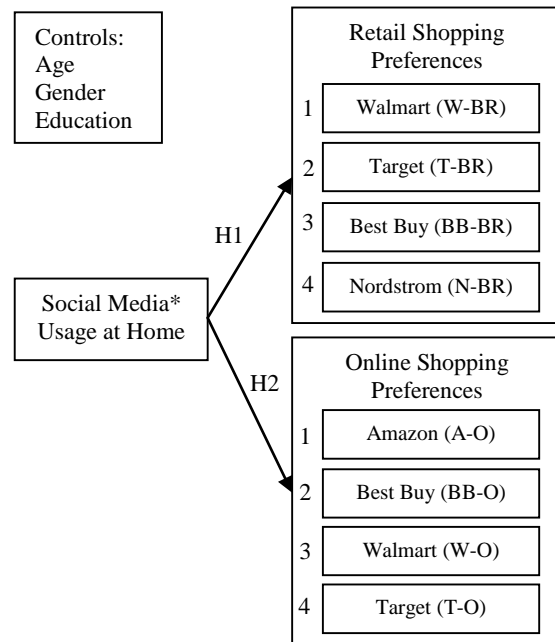 Controls:
Age
Gender
Education
Retail Shopping
Preferences
1 Walmart (W-BR)
2 Target (T-BR)
3 Best Buy (BB-BR)
4 Nordstrom (N-BR)
H1
Social Media*
Usage at Home
H2
Online Shopping
Preferences
1 Amazon (A-O)
2 Best Buy (BB-O)
3 Walmart (W-O)
4 Target (T-O)